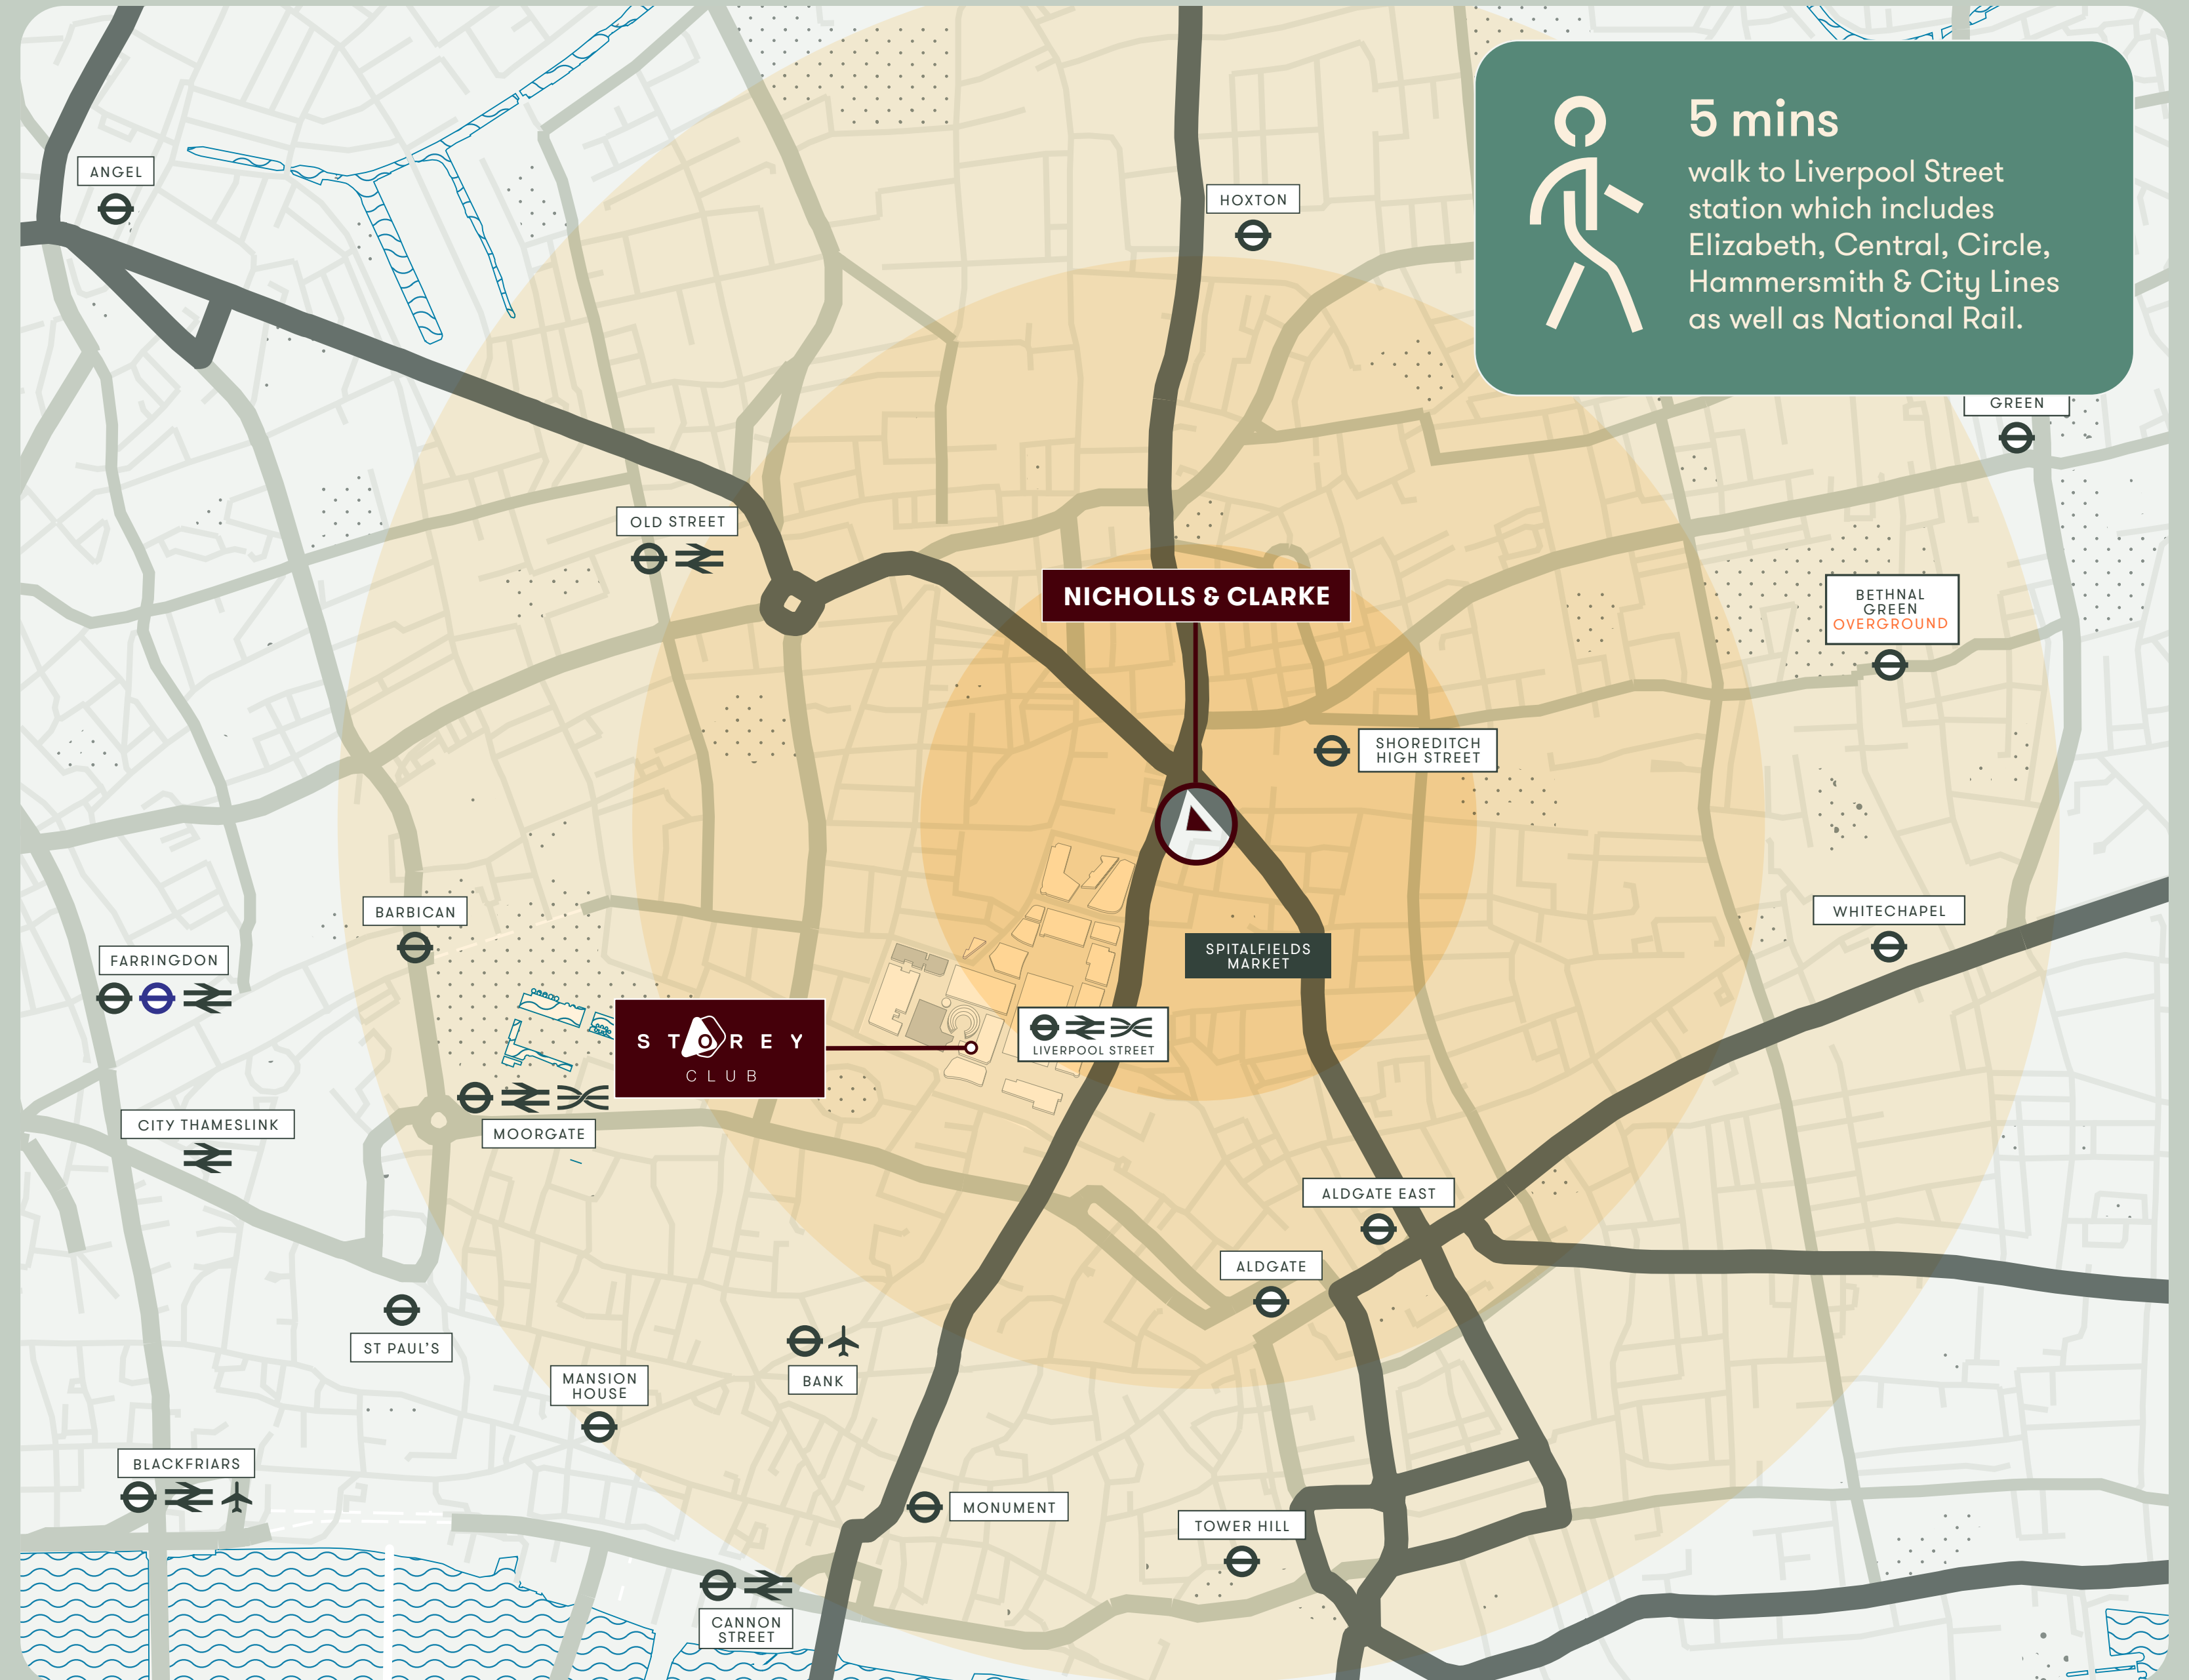 5 mins
walk to Liverpool Street
station which includes
Elizabeth, Central, Circle,
Hammersmith & City Lines
as well as National Rail.
ANGEL
HOXTON
GREEN
OLD STREET
NICHOLLS & CLARKE
BETHNAL
GREEN
OVERGROUND
SHOREDITCH
HIGH STREET
BARBICAN
WHITECHAPEL
FARRINGDON
SPITALFIELDS
MARKET
STOREY
CLUB
LIVERPOOL STREET
CITY THAMESLINK
MOORGATE
ALDGATE EAST
ALDGATE
ST PAUL'S
MANSION
HOUSE
BANK
BLACKFRIARS
MONUMENT
TOWER HILL
CANNON
STREET